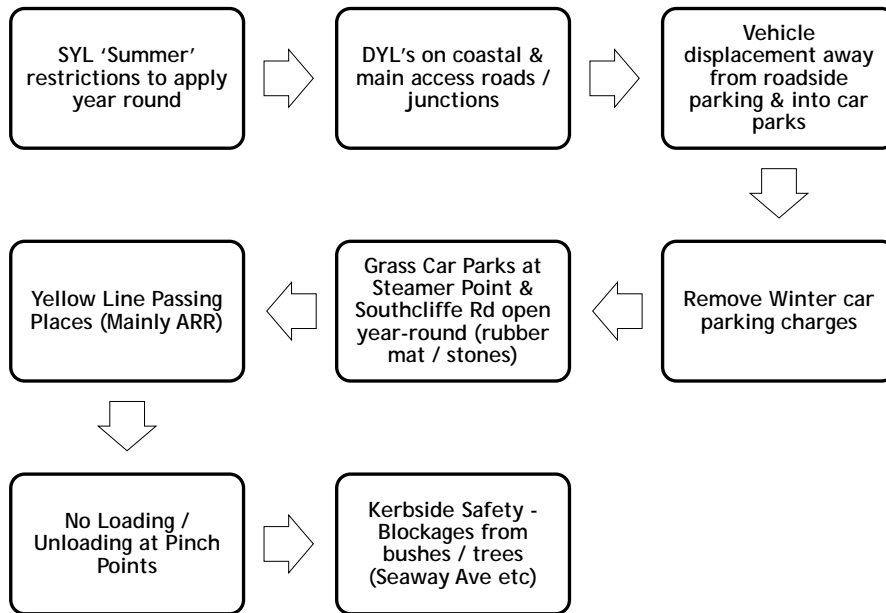 SYL ‘Summer’
restrictions to apply
year round
DYL's on coastal &
main access roads /
junctions
Vehicle
displacement away
from roadside
parking & into car
parks
Remove Winter car
parking charges
Grass Car Parks at
Steamer Point &
Southcliffe Rd open
year-round (rubber
mat / stones)
Yellow Line Passing
Places (Mainly ARR)
No Loading /
Unloading at Pinch
Points
Kerbside Safety -
Blockages from
bushes / trees
(Seaway Ave etc)